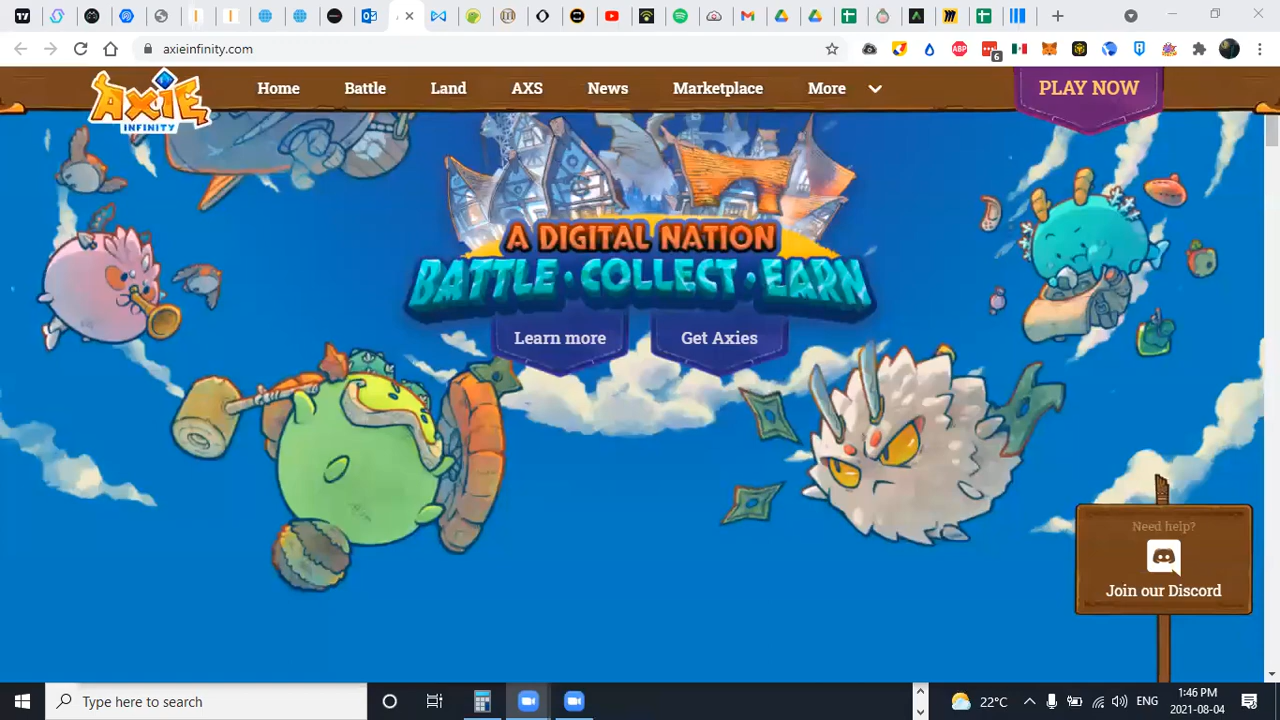 axieinfinity.com
ABP
6
AXIE
INFINITY
Home
Battle
Land
AXS
News
Marketplace
More
PLAY NOW
A DIGITAL NATION
BATTLE · COLLECT · EARN
Learn more
Get Axies
Need help?
Join our Discord
Type here to search
22°C
ENG
1:46 PM
2021-08-04